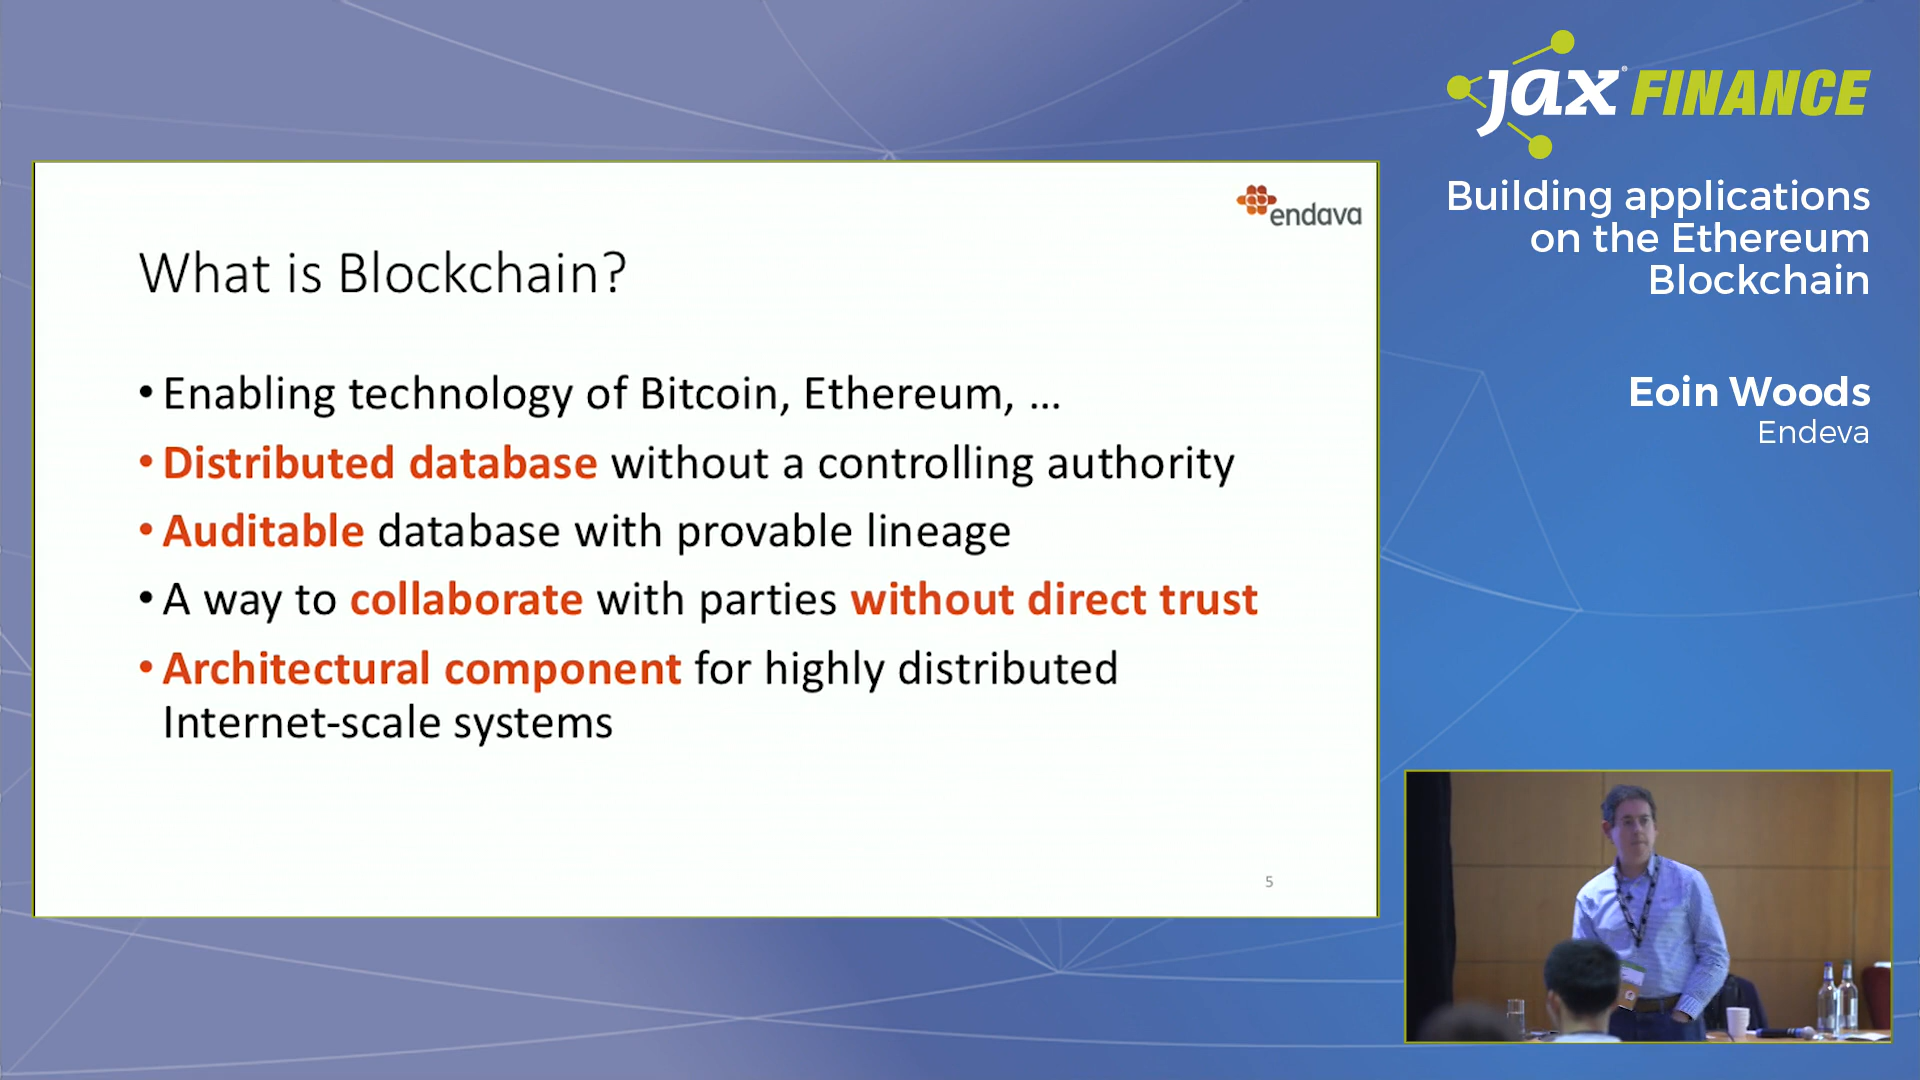 endava
What is Blockchain?
• Enabling technology of Bitcoin, Ethereum, ...
• Distributed database without a controlling authority
• Auditable database with provable lineage
• A way to collaborate with parties without direct trust
• Architectural component for highly distributed
Internet-scale systems
5
jax® FINANCE
Building applications
on the Ethereum
Blockchain
Eoin Woods
Endeva